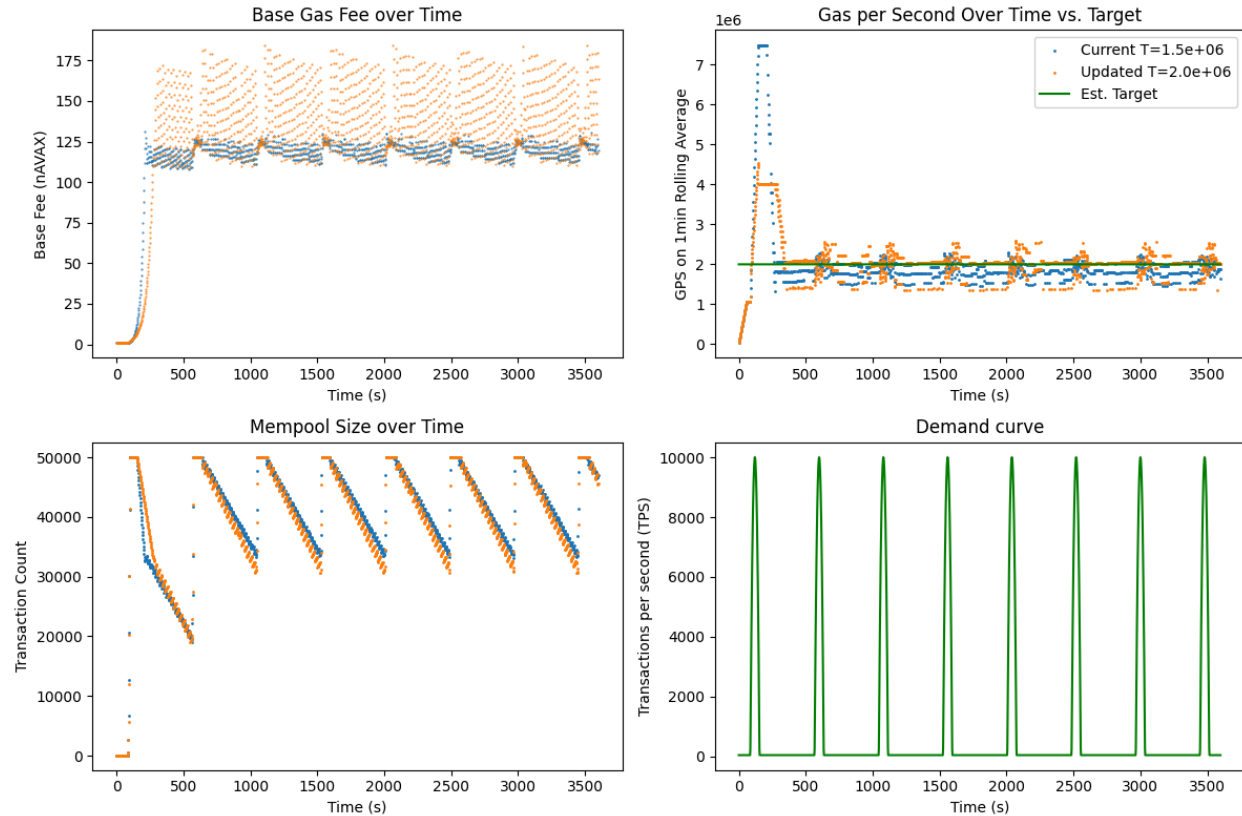 Base Gas Fee over Time
Base Fee (nAVAX)
175
150
125
100
75
50
25
0
0 500 1000 1500 2000 2500 3000 3500
Time (s)
Gas per Second Over Time vs. Target
1e6
GPS on 1min Rolling Average
7
6
5
4
3
2
1
0
Current T=1.5e+06
Updated T=2.0e+06
Est. Target
0 500 1000 1500 2000 2500 3000 3500
Time (s)
Mempool Size over Time
Transaction Count
50000
40000
30000
20000
10000
0
0 500 1000 1500 2000 2500 3000 3500
Time (s)
Demand curve
Transactions per second (TPS)
10000
8000
6000
4000
2000
0
0 500 1000 1500 2000 2500 3000 3500
Time (s)